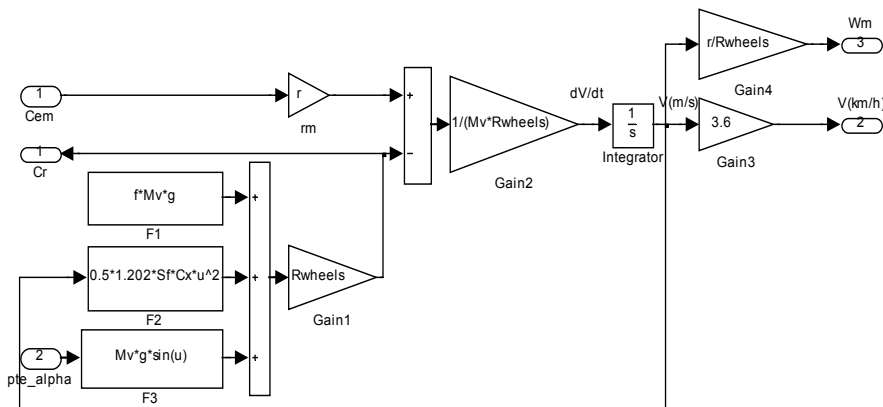 r/Rwheels
Wm
3
Gain4
1
Cem
r
rm
+
1/(Mv*Rwheels)
Gain2
dV/dt
1
s
Integrator
V(m/s)
3.6
Gain3
V(km/h)
2
1
Cr
−
f*Mv*g
F1
+
0.5*1.202*Sf*Cx*u^2
F2
+
Rwheels
Gain1
2
pte_alpha
Mv*g*sin(u)
F3
+